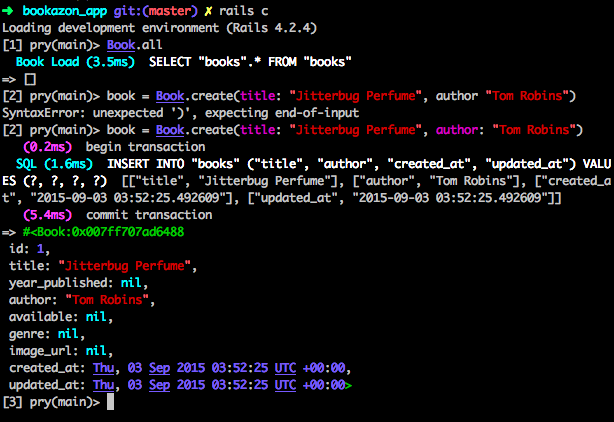 ➜ bookazon_app git:(master) ✗ rails c
Loading development environment (Rails 4.2.4)
[1] pry(main)> Book.all
  Book Load (3.5ms)  SELECT "books".* FROM "books"
=> []
[2] pry(main)> book = Book.create(title: "Jitterbug Perfume", author "Tom Robins")
SyntaxError: unexpected ')', expecting end-of-input
[2] pry(main)> book = Book.create(title: "Jitterbug Perfume", author: "Tom Robins")
   (0.2ms)  begin transaction
  SQL (1.6ms)  INSERT INTO "books" ("title", "author", "created_at", "updated_at") VALU
ES (?, ?, ?, ?)  [["title", "Jitterbug Perfume"], ["author", "Tom Robins"], ["created_a
t", "2015-09-03 03:52:25.492609"], ["updated_at", "2015-09-03 03:52:25.492609"]]
   (5.4ms)  commit transaction
=> #<Book:0x007ff707ad6488
 id: 1,
 title: "Jitterbug Perfume",
 year_published: nil,
 author: "Tom Robins",
 available: nil,
 genre: nil,
 image_url: nil,
 created_at: Thu, 03 Sep 2015 03:52:25 UTC +00:00,
 updated_at: Thu, 03 Sep 2015 03:52:25 UTC +00:00>
[3] pry(main)>